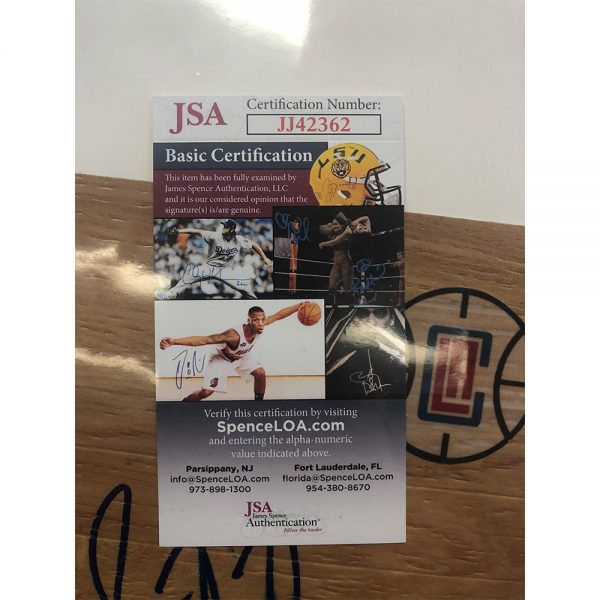 JSA
Certification Number:
JJ42362
Basic Certification
This item has been fully examined by
James Spence Authentication, LLC
and it is our considered opinion that the
signature(s) is/are genuine.
LSU
Dodgers
Verify this certification by visiting
SpenceLOA.com
and entering the alpha-numeric
value indicated above.
Parsippany, NJ
info@SpenceLOA.com
973-898-1300
Fort Lauderdale, FL
florida@SpenceLOA.com
954-380-8670
JSA
James Spence
Authentication
follow the leader